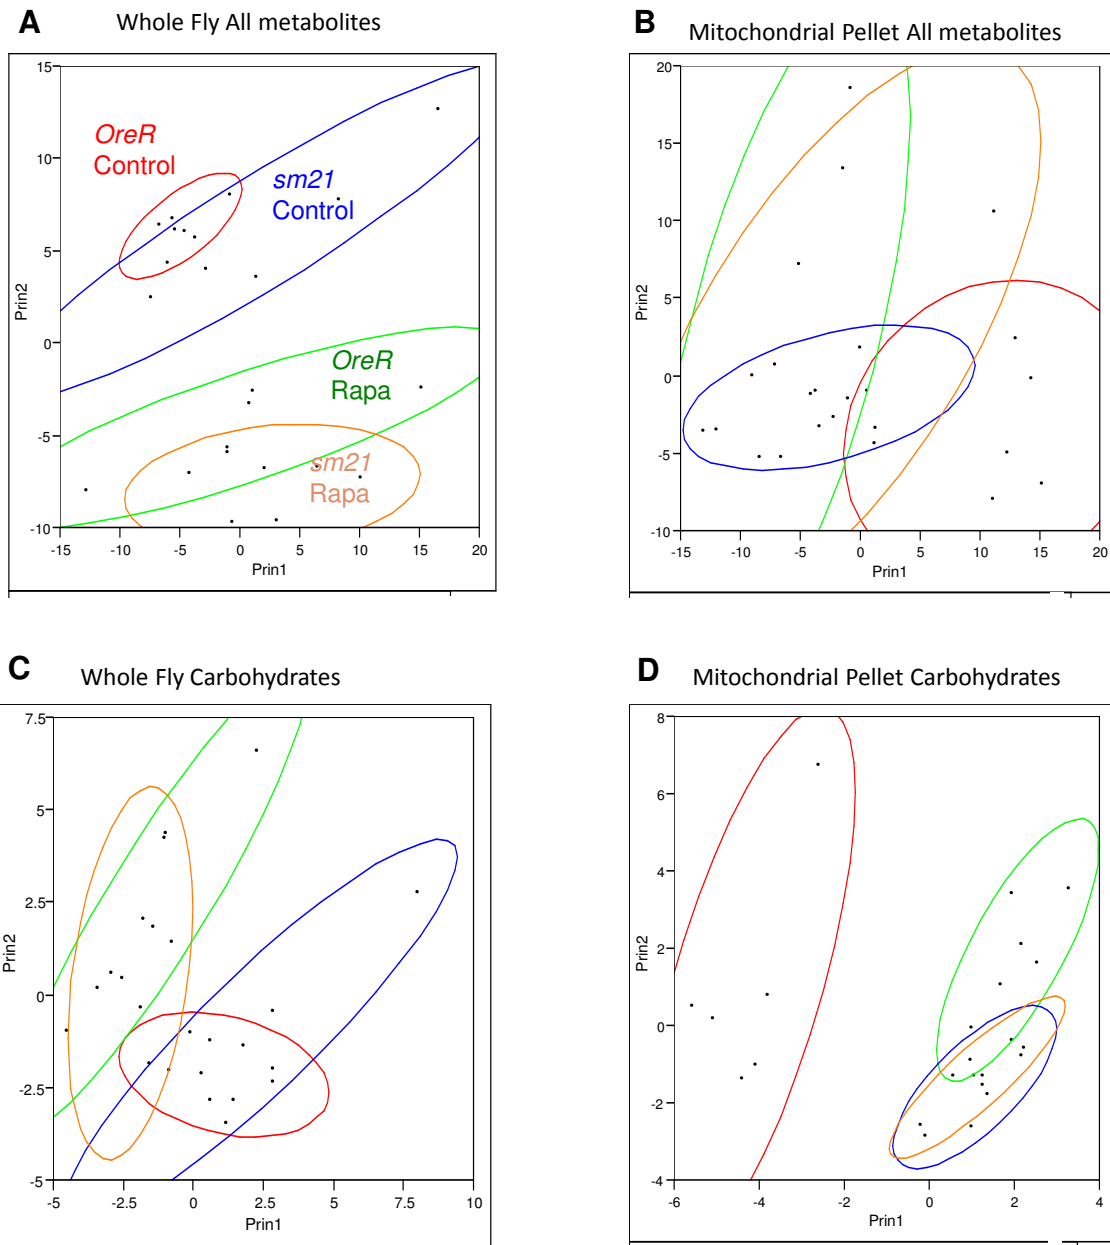 A
Whole Fly All metabolites
15
10
5
0
-5
-10
Prin2
OreR
Control
sm21
Control
OreR
Rapa
sm21
Rapa
-15
-10
-5
0
5
10
15
20
Prin1
B
Mitochondrial Pellet All metabolites
20
15
10
5
0
-5
-10
Prin2
-15
-10
-5
0
5
10
15
20
Prin1
C
Whole Fly Carbohydrates
7.5
5
2.5
0
-2.5
-5
Prin2
-5
-2.5
0
2.5
5
7.5
10
Prin1
D
Mitochondrial Pellet Carbohydrates
8
6
4
2
0
-2
-4
Prin2
-6
-4
-2
0
2
4
Prin1